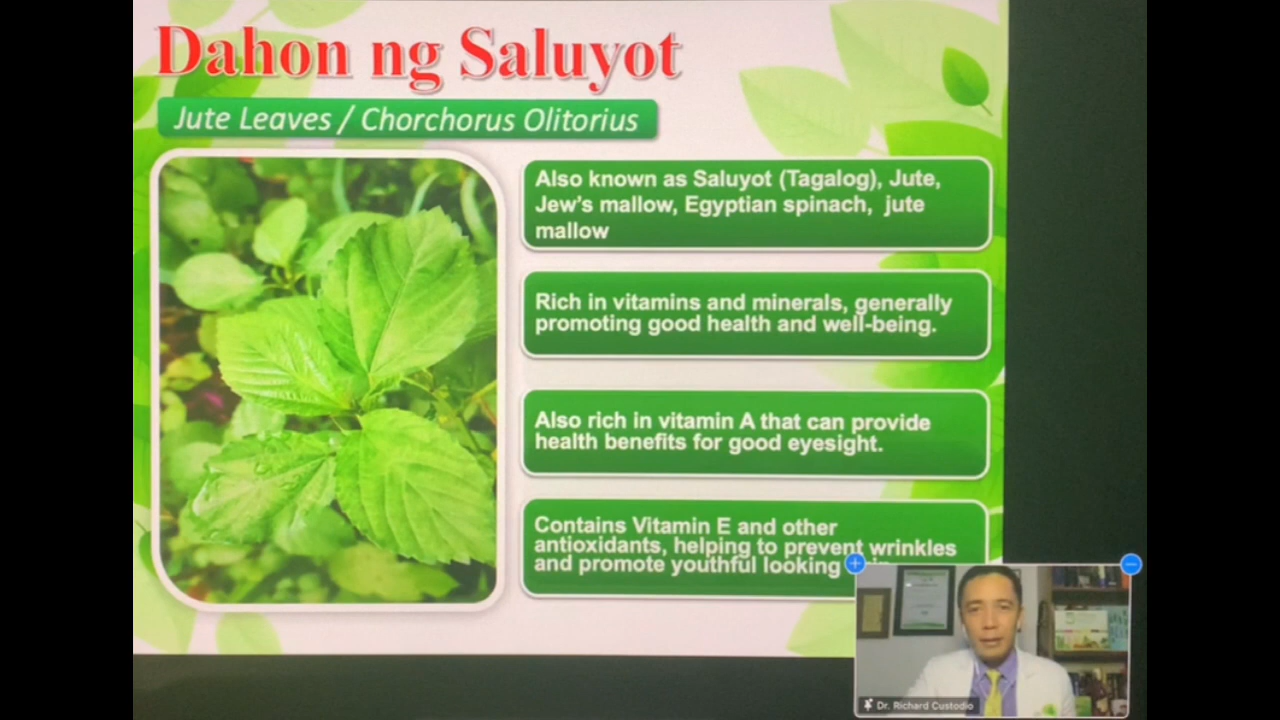 Dahon ng Saluyot
Jute Leaves / Chorchorus Olitorius
Also known as Saluyot (Tagalog), Jute,
Jew's mallow, Egyptian spinach, jute
mallow
Rich in vitamins and minerals, generally
promoting good health and well-being.
Also rich in vitamin A that can provide
health benefits for good eyesight.
Contains Vitamin E and other
antioxidants, helping to prevent wrinkles
and promote youthful looking
Dr. Richard Custodio